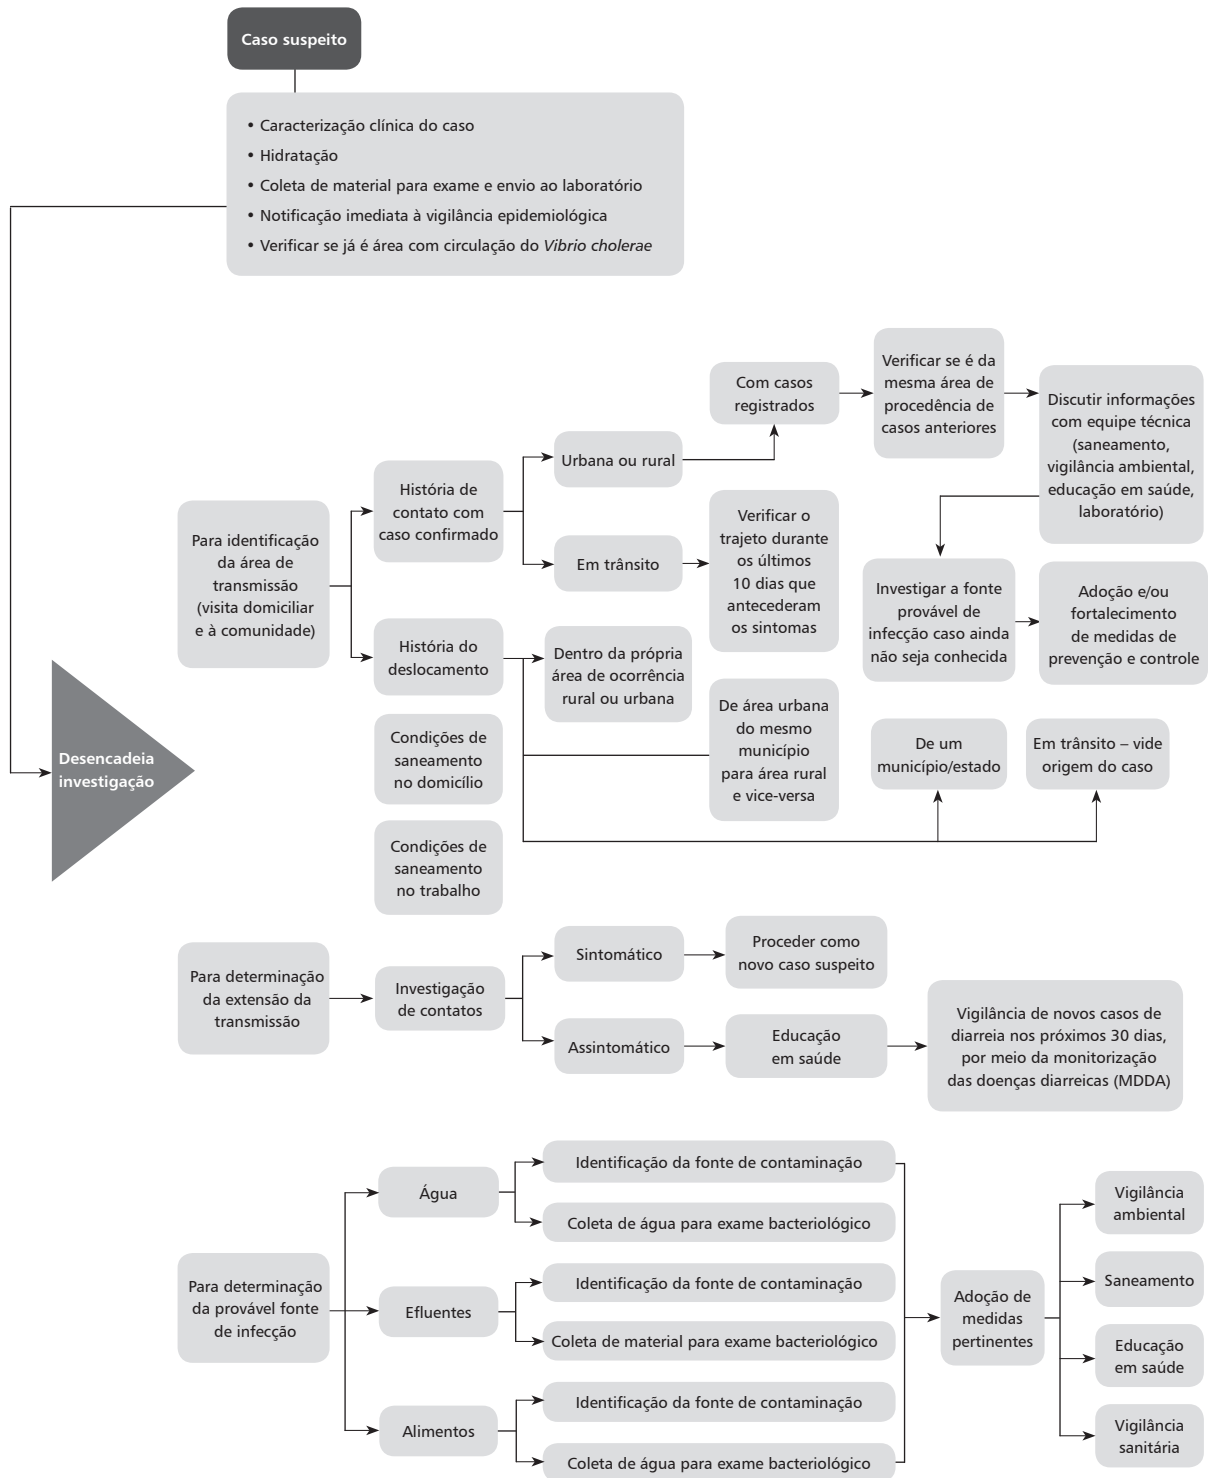 Caso suspeito
• Caracterização clínica do caso
• Hidratação
• Coleta de material para exame e envio ao laboratório
• Notificação imediata à vigilância epidemiológica
• Verificar se já é área com circulação do Vibrio cholerae
Desencadeia
investigação
Para identificação
da área de
transmissão
(visita domiciliar
e à comunidade)
História de
contato com
caso confirmado
Urbana ou rural
Com casos
registrados
Verificar se é da
mesma área de
procedência de
casos anteriores
Discutir informações
com equipe técnica
(saneamento,
vigilância ambiental,
educação em saúde,
laboratório)
Investigar a fonte
provável de
infecção caso ainda
não seja conhecida
Adoção e/ou
fortalecimento
de medidas de
prevenção e controle
Em trânsito
Verificar o
trajeto durante
os últimos
10 dias que
antecederam
os sintomas
História do
deslocamento
Dentro da própria
área de ocorrência
rural ou urbana
De área urbana
do mesmo
município
para área rural
e vice-versa
De um
município/estado
Em trânsito – vide
origem do caso
Condições de
saneamento
no domicílio
Condições de
saneamento
no trabalho
Para determinação
da extensão da
transmissão
Investigação
de contatos
Sintomático
Proceder como
novo caso suspeito
Assintomático
Educação
em saúde
Vigilância de novos casos de
diarreia nos próximos 30 dias,
por meio da monitorização
das doenças diarreicas (MDDA)
Para determinação
da provável fonte
de infecção
Água
Identificação da fonte de contaminação
Coleta de água para exame bacteriológico
Efluentes
Identificação da fonte de contaminação
Coleta de material para exame bacteriológico
Alimentos
Identificação da fonte de contaminação
Coleta de água para exame bacteriológico
Adoção de
medidas
pertinentes
Vigilância
ambiental
Saneamento
Educação
em saúde
Vigilância
sanitária